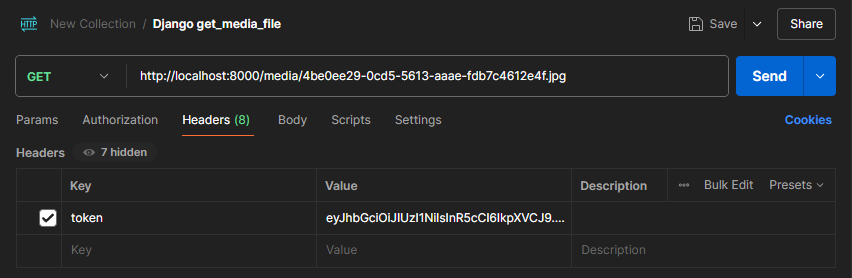 HTTP New Collection / Django get_media_file Save Share
GET http://localhost:8000/media/4be0ee29-0cd5-5613-aaae-fdb7c4612e4f.jpg Send
Params Authorization Headers (8) Body Scripts Settings Cookies
Headers 7 hidden
Key Value Description ••• Bulk Edit Presets
token eyJhbGciOiJIUzI1NiIsInR5cCI6IkpXVCJ9....
Key Value Description